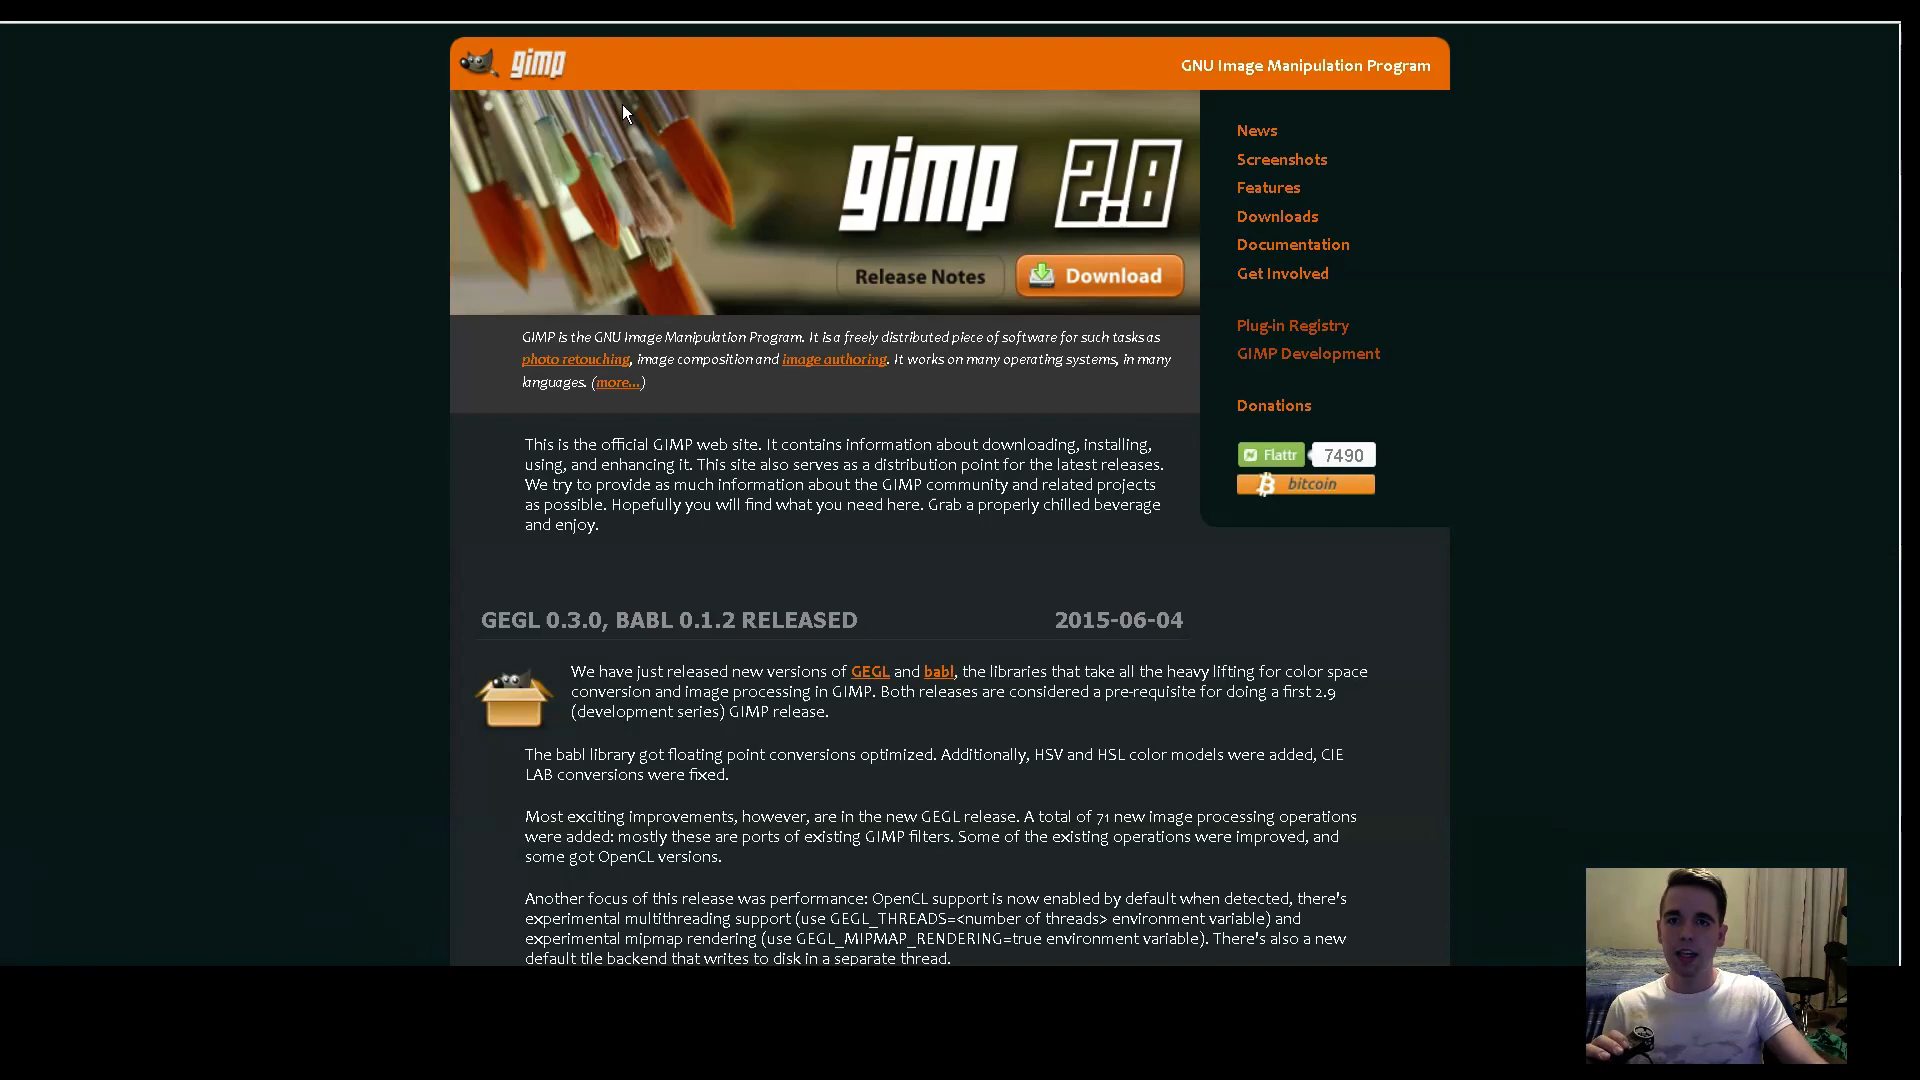 gimp
GNU Image Manipulation Program
gimp 2.8
Release Notes
Download
News
Screenshots
Features
Downloads
Documentation
Get Involved
Plug-in Registry
GIMP Development
Donations
Flattr 7490
bitcoin
GIMP is the GNU Image Manipulation Program. It is a freely distributed piece of software for such tasks as
photo retouching, image composition and image authoring. It works on many operating systems, in many
languages. (more...)
This is the official GIMP web site. It contains information about downloading, installing,
using, and enhancing it. This site also serves as a distribution point for the latest releases.
We try to provide as much information about the GIMP community and related projects
as possible. Hopefully you will find what you need here. Grab a properly chilled beverage
and enjoy.
GEGL 0.3.0, BABL 0.1.2 RELEASED 2015-06-04
We have just released new versions of GEGL and babl, the libraries that take all the heavy lifting for color space
conversion and image processing in GIMP. Both releases are considered a pre-requisite for doing a first 2.9
(development series) GIMP release.
The babl library got floating point conversions optimized. Additionally, HSV and HSL color models were added, CIE
LAB conversions were fixed.
Most exciting improvements, however, are in the new GEGL release. A total of 71 new image processing operations
were added: mostly these are ports of existing GIMP filters. Some of the existing operations were improved, and
some got OpenCL versions.
Another focus of this release was performance: OpenCL support is now enabled by default when detected, there's
experimental multithreading support (use GEGL_THREADS=<number of threads> environment variable) and
experimental mipmap rendering (use GEGL_MIPMAP_RENDERING=true environment variable). There's also a new
default tile backend that writes to disk in a separate thread.